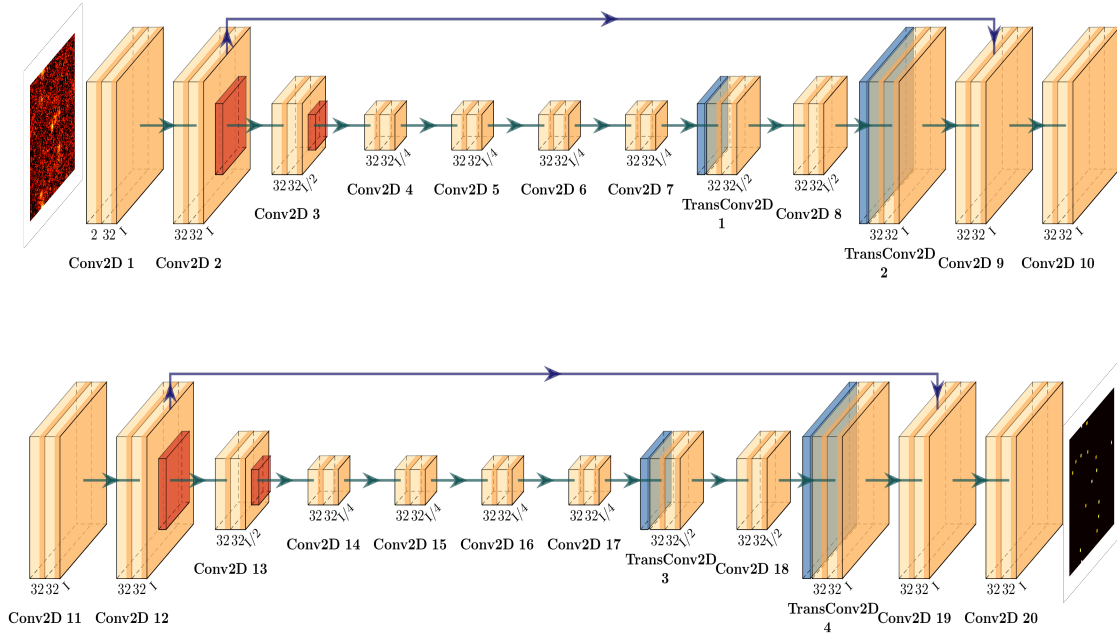 32 32 1/4
32 32 1/4
32 32 1/4
32 32 1/4
Conv2D 4
Conv2D 5
Conv2D 6
Conv2D 7
32 32 1/2
32 32 1/2
32 32 1/2
Conv2D 3
TransConv2D
1
Conv2D 8
2 32 I
32 32 I
32 32 I
32 32 I
32 32 I
Conv2D 1
Conv2D 2
TransConv2D
2
Conv2D 9
Conv2D 10
32 32 1/4
32 32 1/4
32 32 1/4
32 32 1/4
Conv2D 14
Conv2D 15
Conv2D 16
Conv2D 17
32 32 1/2
32 32 1/2
32 32 1/2
Conv2D 13
TransConv2D
3
Conv2D 18
32 32 I
32 32 I
32 32 I
32 32 I
32 32 I
Conv2D 11
Conv2D 12
TransConv2D
4
Conv2D 19
Conv2D 20